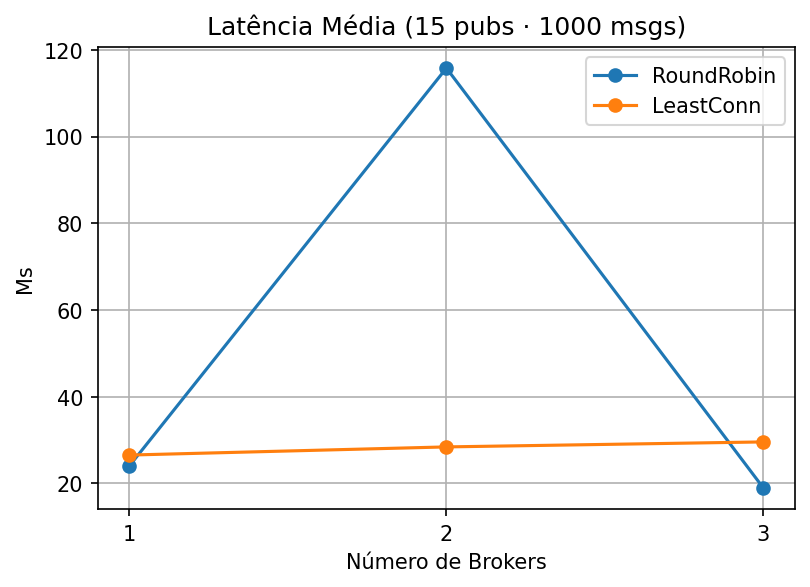 Latência Média (15 pubs · 1000 msgs)
RoundRobin
LeastConn
120
100
80
60
40
20
Ms
1 2 3
Número de Brokers